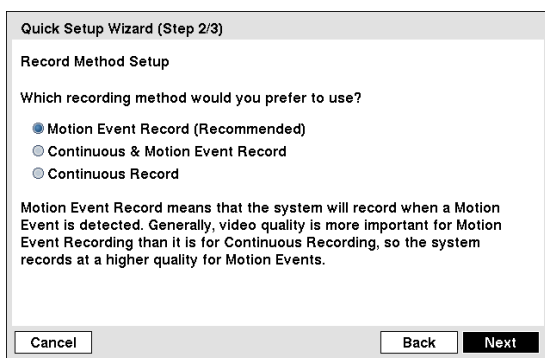 Quick Setup Wizard (Step 2/3)
Record Method Setup
Which recording method would you prefer to use?
Motion Event Record (Recommended)
Continuous & Motion Event Record
Continuous Record
Motion Event Record means that the system will record when a Motion
Event is detected. Generally, video quality is more important for Motion
Event Recording than it is for Continuous Recording, so the system
records at a higher quality for Motion Events.
Cancel Back Next